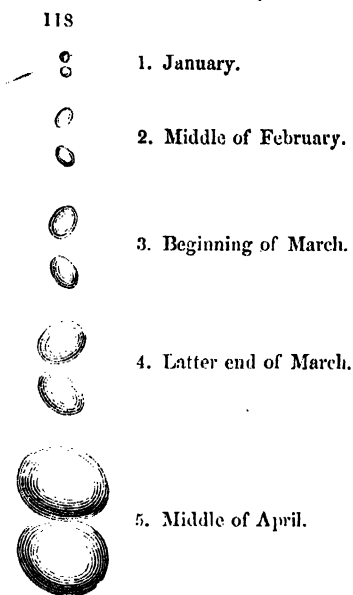 118
1. January.
2. Middle of February.
3. Beginning of March.
4. Latter end of March.
5. Middle of April.